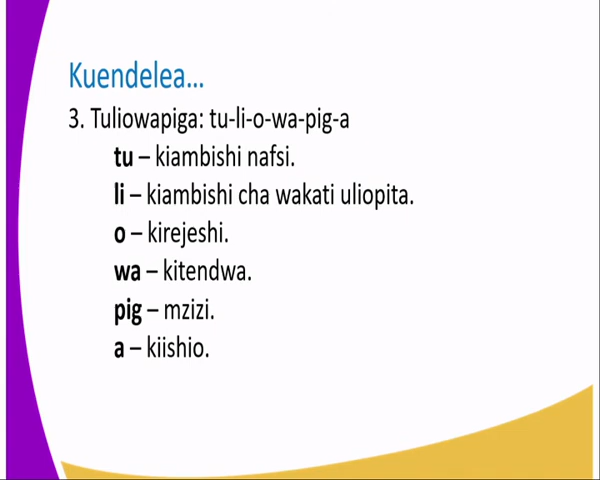 Kuendelea...
3. Tuliowapiga: tu-li-o-wa-pig-a
tu – kiambishi nafsi.
li – kiambishi cha wakati uliopita.
o – kirejeshi.
wa – kitendwa.
pig – mzizi.
a – kiishio.